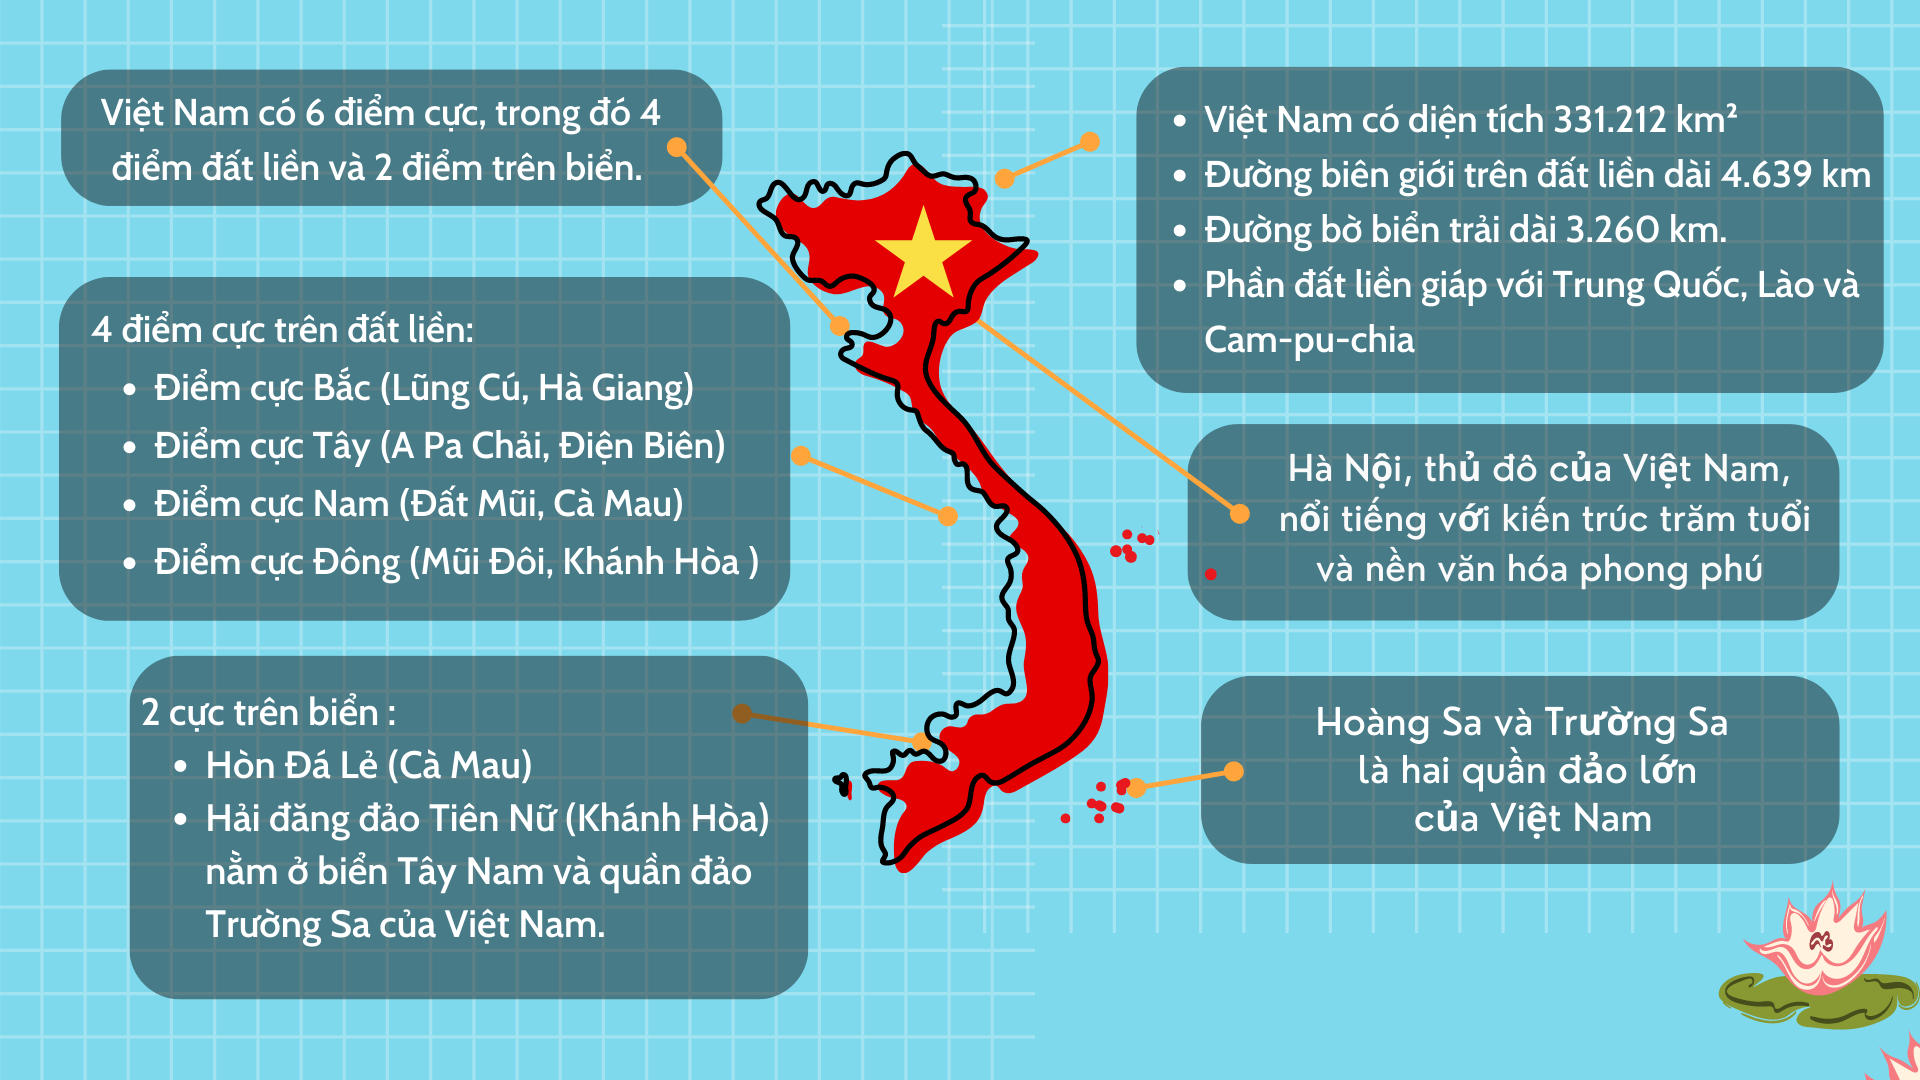 Việt Nam có 6 điểm cực, trong đó 4
điểm đất liền và 2 điểm trên biển.
4 điểm cực trên đất liền:
• Điểm cực Bắc (Lũng Cú, Hà Giang)
• Điểm cực Tây (A Pa Chải, Điện Biên)
• Điểm cực Nam (Đất Mũi, Cà Mau)
• Điểm cực Đông (Mũi Đôi, Khánh Hòa )
2 cực trên biển :
• Hòn Đá Lẻ (Cà Mau)
• Hải đăng đảo Tiên Nữ (Khánh Hòa)
nằm ở biển Tây Nam và quần đảo
Trường Sa của Việt Nam.
• Việt Nam có diện tích 331.212 km²
• Đường biên giới trên đất liền dài 4.639 km
• Đường bờ biển trải dài 3.260 km.
• Phần đất liền giáp với Trung Quốc, Lào và
Cam-pu-chia
Hà Nội, thủ đô của Việt Nam,
nổi tiếng với kiến trúc trăm tuổi
và nền văn hóa phong phú
Hoàng Sa và Trường Sa
là hai quần đảo lớn
của Việt Nam